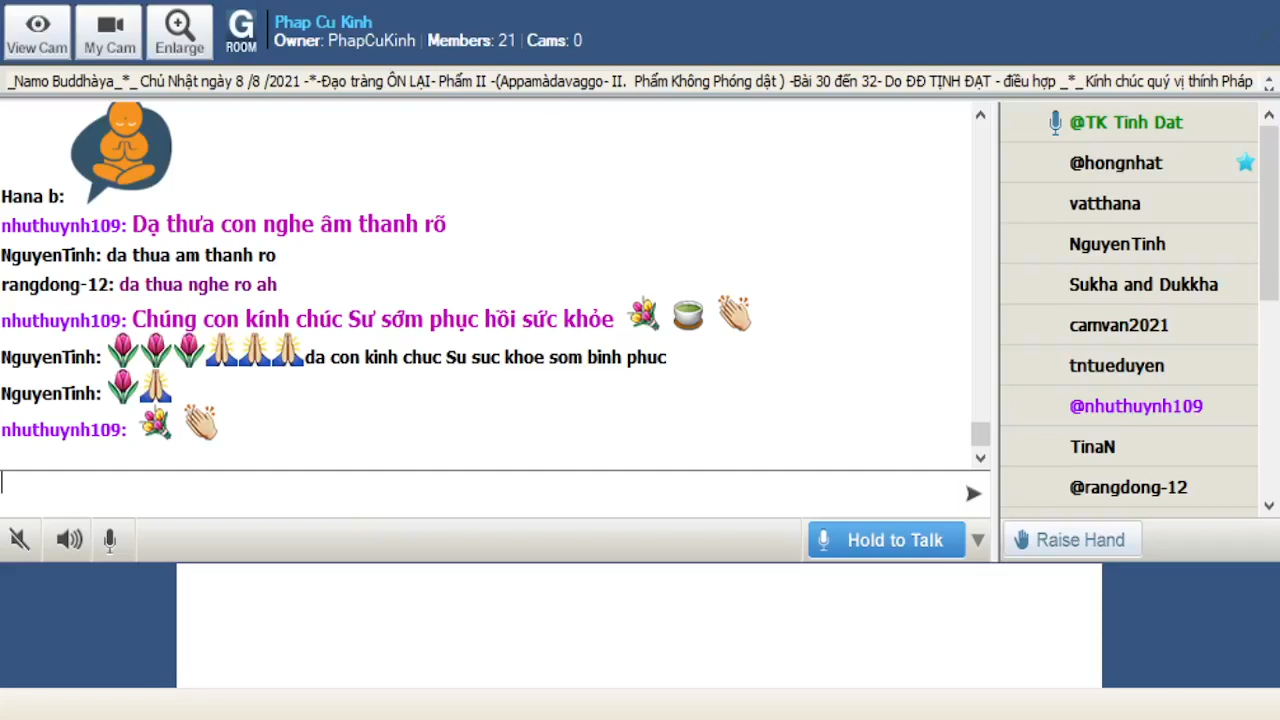 View Cam
My Cam
Enlarge
G
ROOM
Phap Cu Kinh
Owner: PhapCuKinh | Members: 21 | Cams: 0
_Namo Buddhàya_*_ Chủ Nhật ngày 8 /8 /2021 -*-Đạo tràng ÔN LẠI- Phẩm II -(Appamàdavaggo- II. Phẩm Không Phóng dật ) -Bài 30 đến 32- Do ĐĐ TỊNH ĐẠT - điều hợp _*_ Kính chúc quý vị thính Pháp
Hana b:
nhuthuynh109: Dạ thưa con nghe âm thanh rõ
NguyenTinh: da thua am thanh ro
rangdong-12: da thua nghe ro ah
nhuthuynh109: Chúng con kính chúc Sư sớm phục hồi sức khỏe
NguyenTinh: da con kinh chuc Su suc khoe som binh phuc
NguyenTinh:
nhuthuynh109:
@TK Tinh Dat
@hongnhat
vatthana
NguyenTinh
Sukha and Dukkha
camvan2021
tntueduyen
@nhuthuynh109
TinaN
@rangdong-12
Hold to Talk
Raise Hand